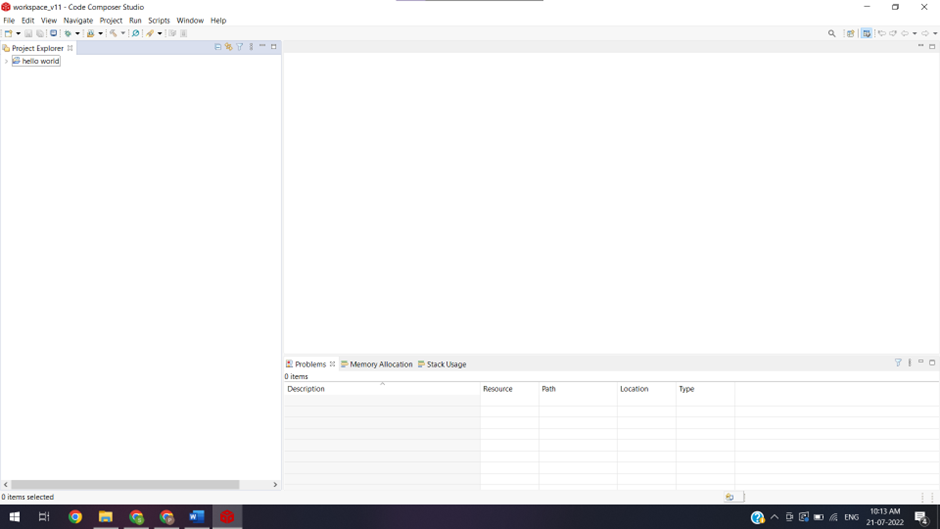 workspace_v11 - Code Composer Studio
File Edit View Navigate Project Run Scripts Window Help
Project Explorer
hello world
Problems Memory Allocation Stack Usage
0 items
Description Resource Path Location Type
0 items selected
ENG
10:13 AM
21-07-2022
4